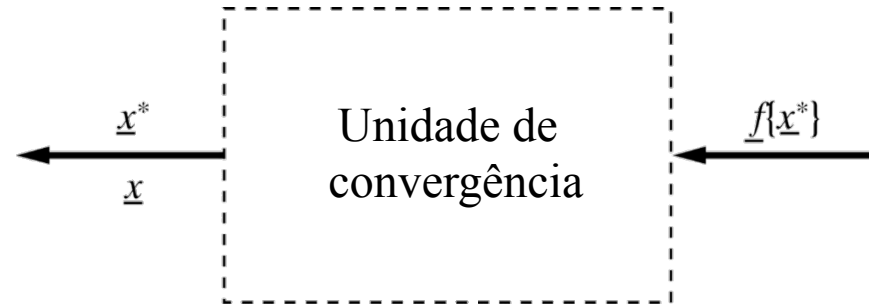 x*
x
Unidade de
convergência
f{x*}